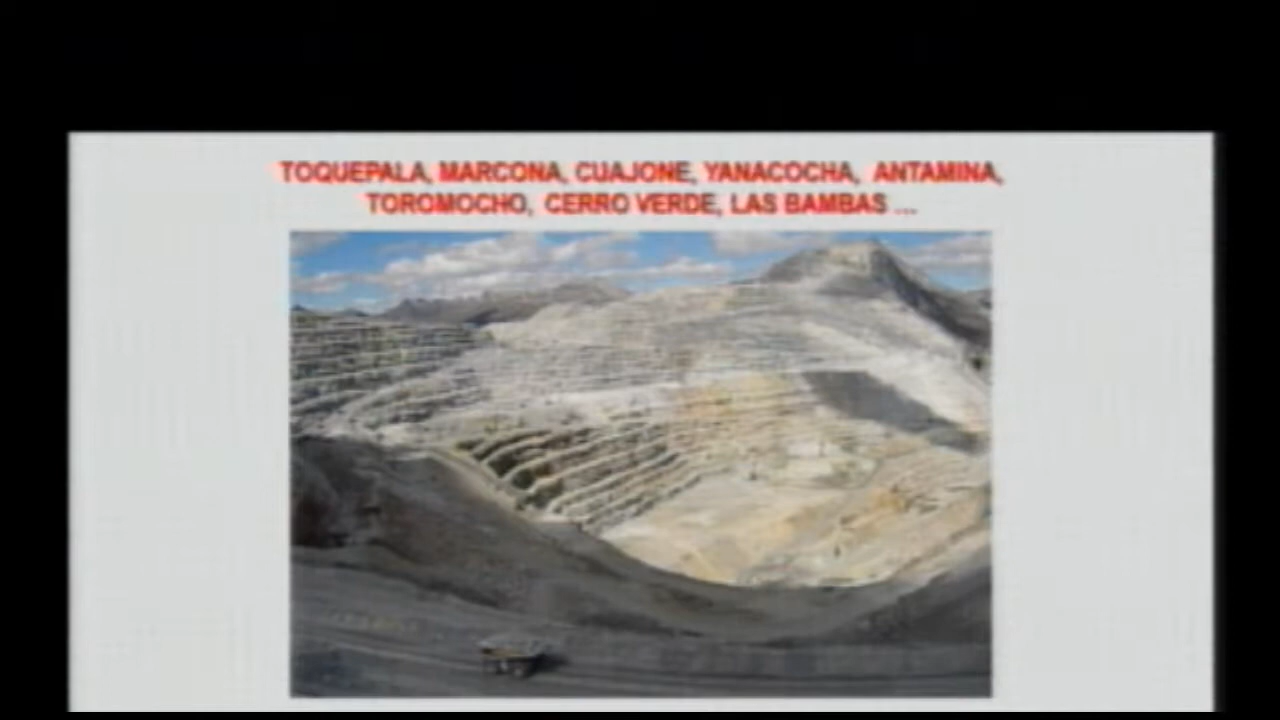 TOQUEPALA, MARCONA, CUAJONE, YANACOCHA, ANTAMINA,
TOROMOCHO, CERRO VERDE, LAS BAMBAS ...